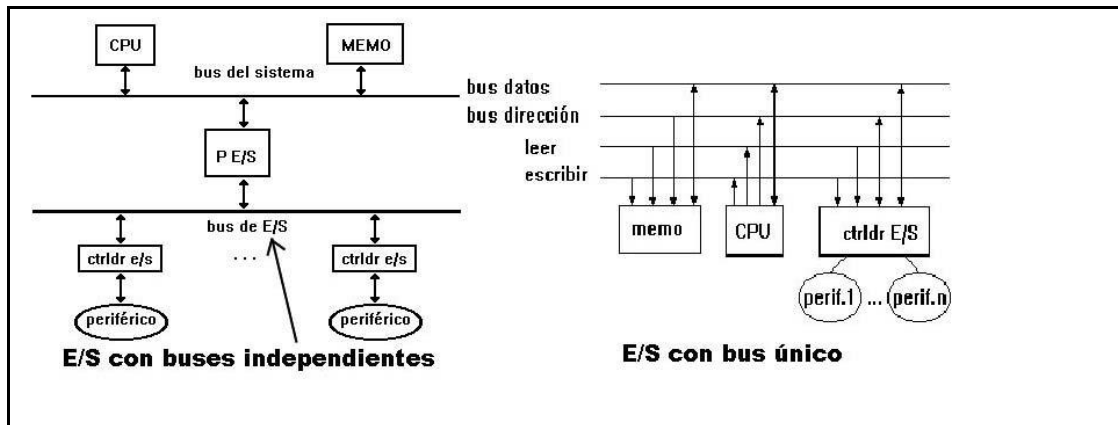 CPU
MEMO
bus del sistema
P E/S
bus de E/S
ctrldr e/s
...
ctrldr e/s
periférico
periférico
E/S con buses independientes
bus datos
bus dirección
leer
escribir
memo
CPU
ctrldr E/S
perif.1
...
perif.n
E/S con bus único